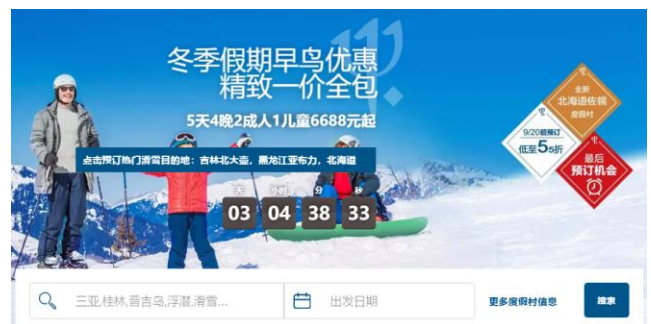 冬季假期早鸟优惠
精致一价全包
5天4晚2成人1儿童6688元起
点击预订热门滑雪目的地：吉林北大壶，黑龙江亚布力，北海道
天 小时 分 秒
03 04 38 33
全新
北海道佐幌
度假村
9/20前预订
低至55折
最后
预订机会
三亚,桂林,普吉岛,浮潜,滑雪...
出发日期
更多度假村信息
搜索